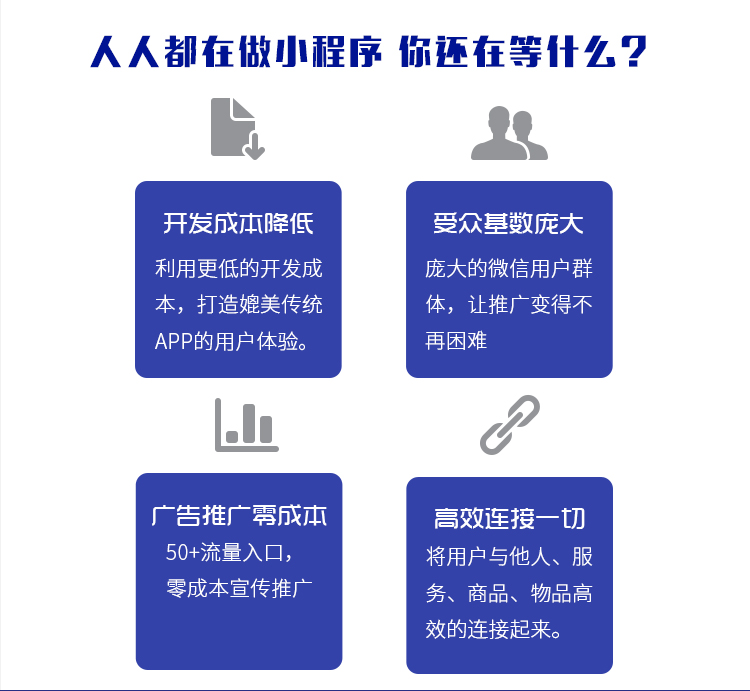 人人都在做小程序 你还在等什么？
开发成本降低
利用更低的开发成
本，打造媲美传统
APP的用户体验。
受众基数庞大
庞大的微信用户群
体，让推广变得不
再困难
广告推广零成本
50+流量入口，
零成本宣传推广
高效连接一切
将用户与他人、服
务、商品、物品高
效的连接起来。